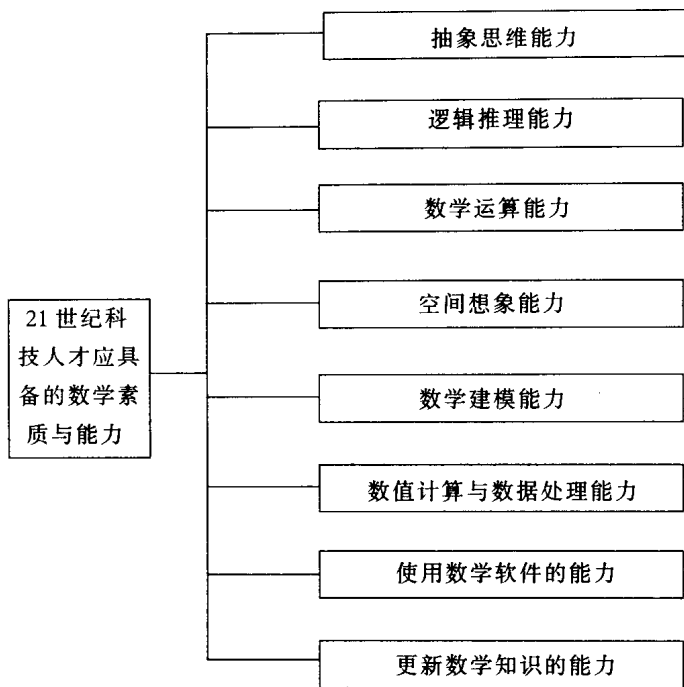 抽象思维能力
逻辑推理能力
数学运算能力
空间想象能力
21世纪科
技人才应具
备的数学素
质与能力
数学建模能力
数值计算与数据处理能力
使用数学软件的能力
更新数学知识的能力